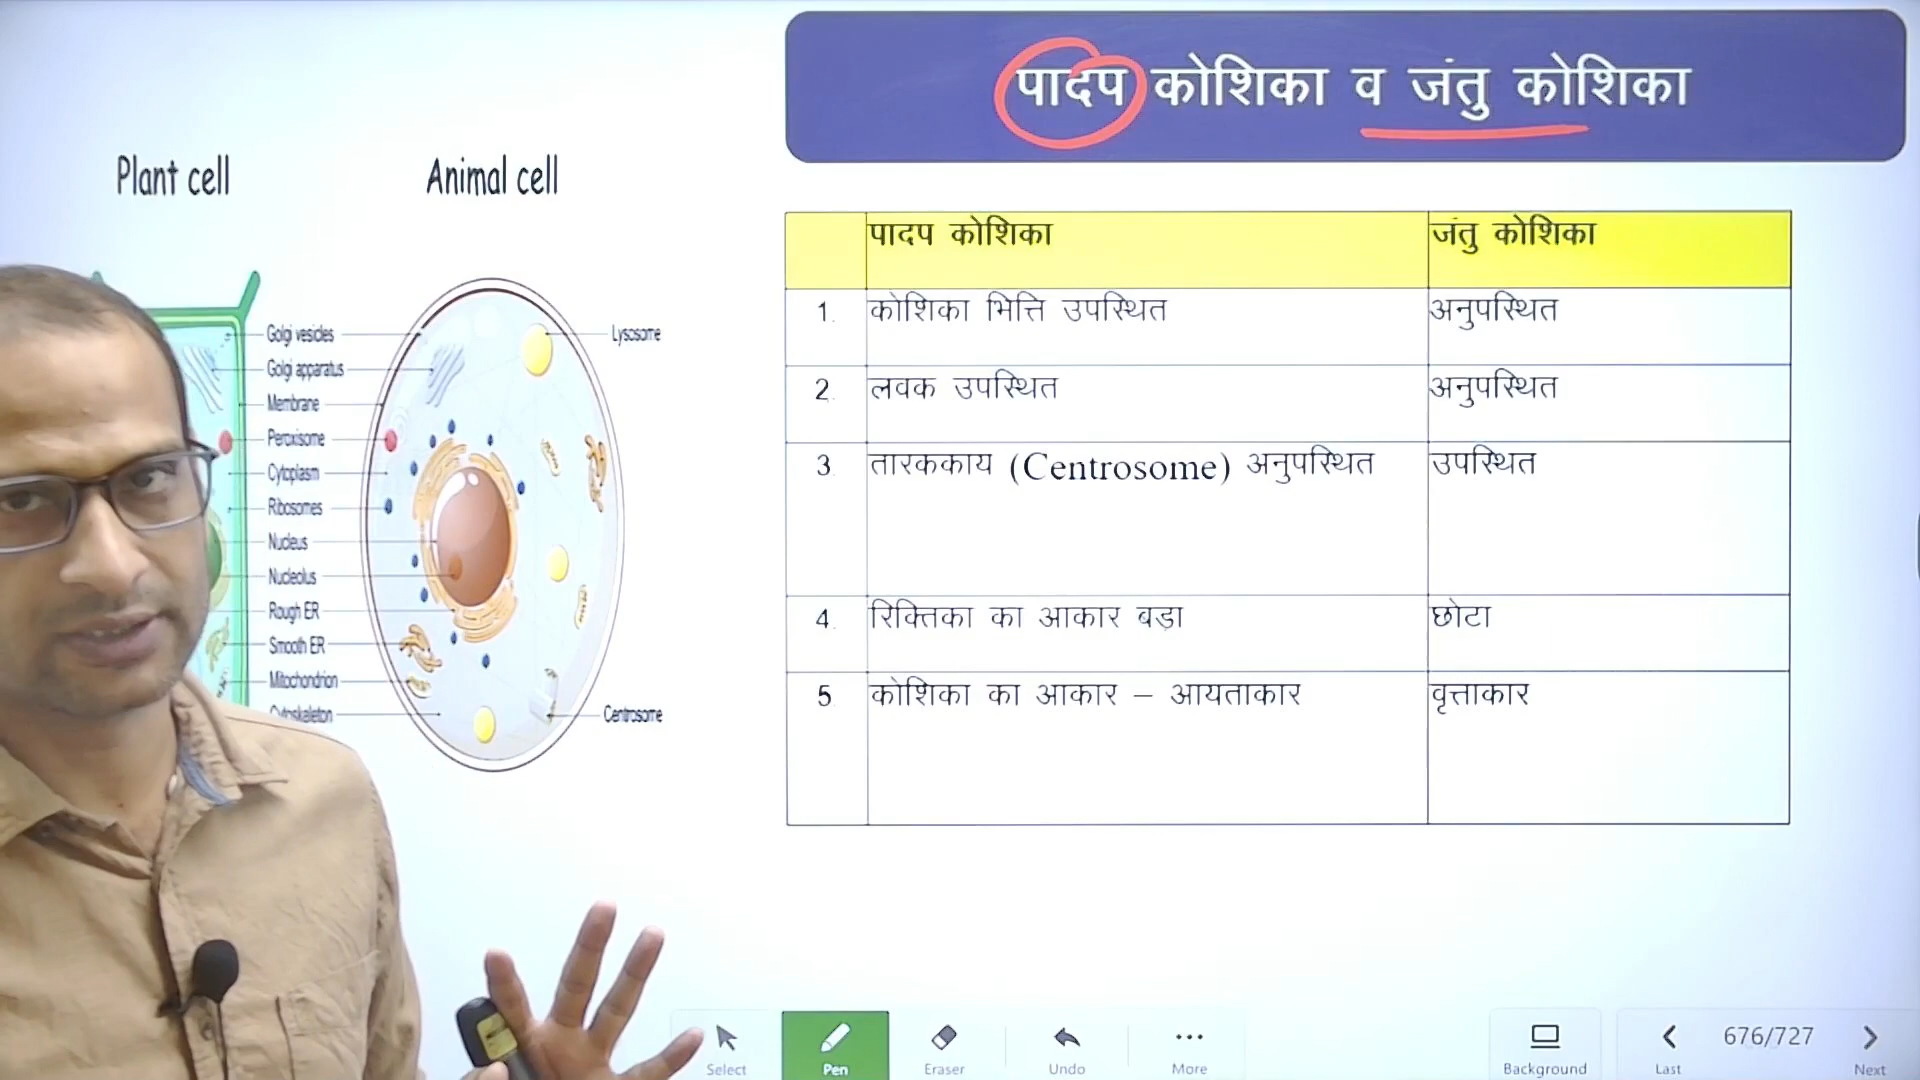 पादप कोशिका व जंतु कोशिका
Plant cell
Animal cell
Golgi vesicles
Golgi apparatus
Membrane
Peroxisome
Cytoplasm
Ribosomes
Nucleus
Nucleolus
Rough ER
Smooth ER
Mitochondrion
Cytoskeleton
Lysosome
Centrosome
पादप कोशिका जंतु कोशिका
1. कोशिका भित्ति उपस्थित अनुपस्थित
2. लवक उपस्थित अनुपस्थित
3. तारककाय (Centrosome) अनुपस्थित उपस्थित
4. रिक्तिका का आकार बड़ा छोटा
5 कोशिका का आकार – आयताकार वृत्ताकार
Select
Pen
Eraser
Undo
More
Background
Last
676/727
Next